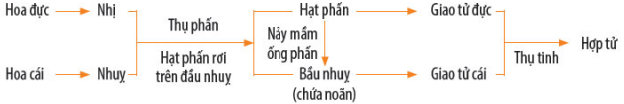 Hoa đực
Nhị
Thụ phấn
Hạt phấn rơi
trên đầu nhuỵ
Hoa cái
Nhuỵ
Hạt phấn
Nảy mầm
ống phấn
Bầu nhuỵ
(chứa noãn)
Giao tử đực
Giao tử cái
Thụ tinh
Hợp tử